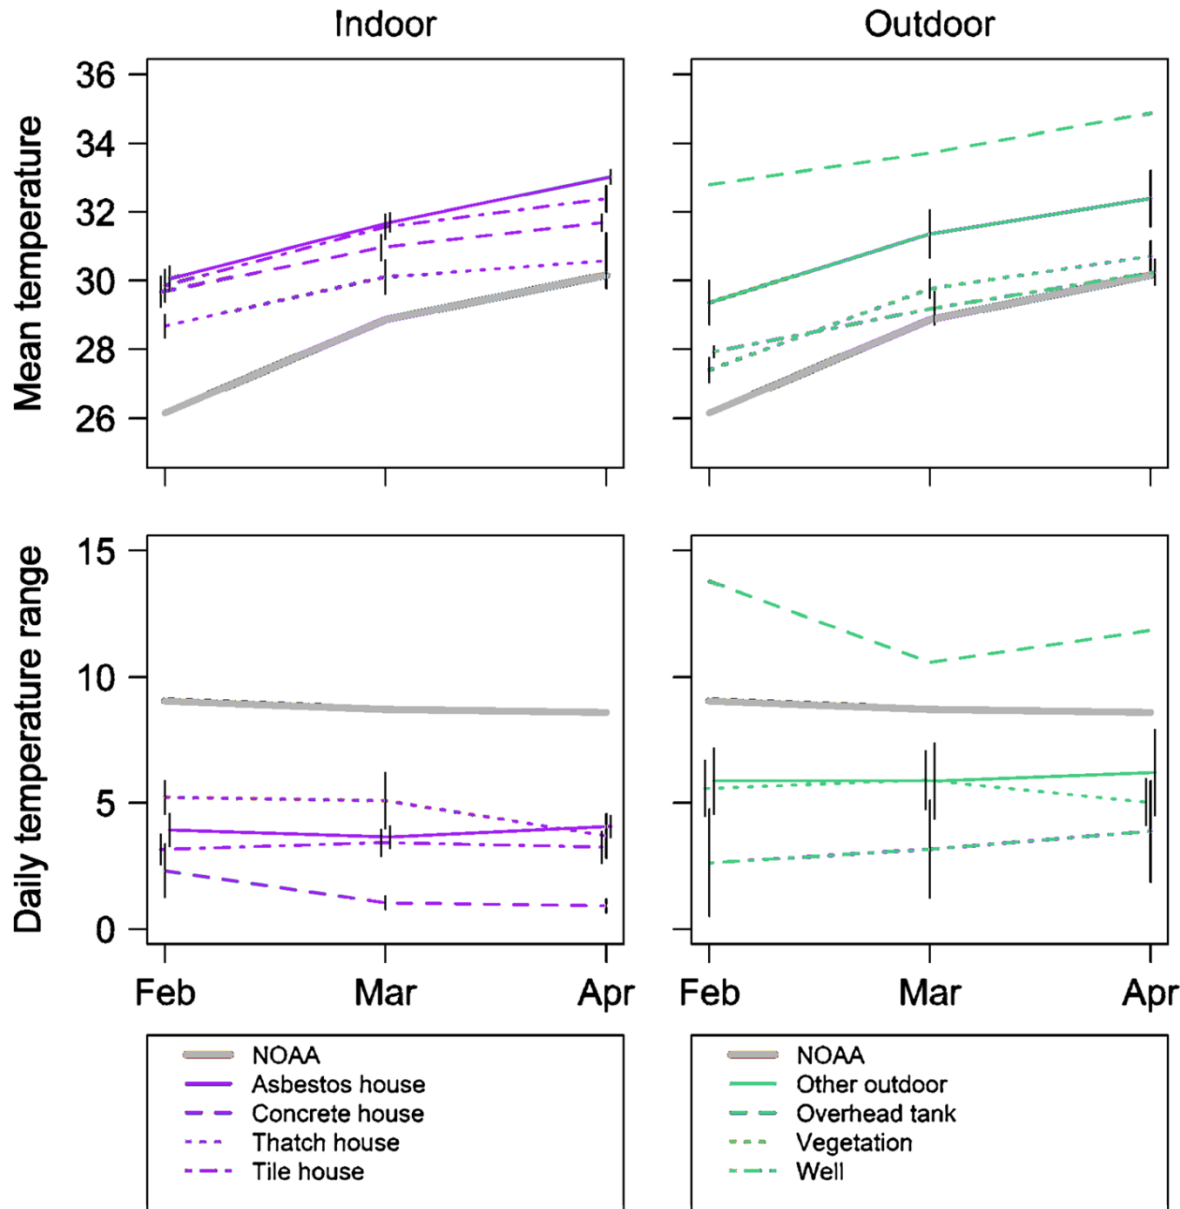 Indoor
Outdoor
Mean temperature
36
34
32
30
28
26
Daily temperature range
15
10
5
0
Feb Mar Apr
Feb Mar Apr
NOAA
Asbestos house
Concrete house
Thatch house
Tile house
NOAA
Other outdoor
Overhead tank
Vegetation
Well